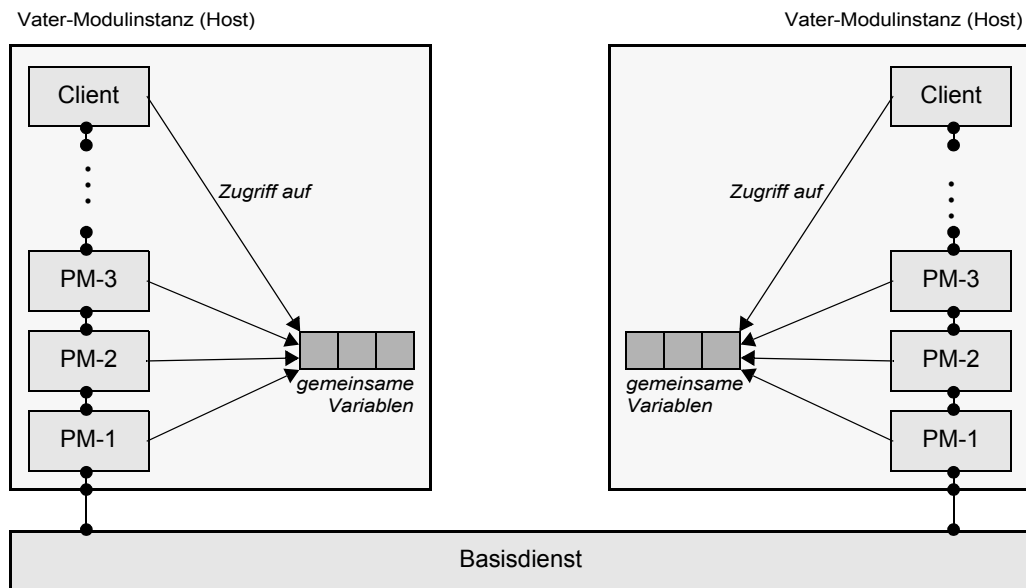 Vater-Modulinstanz (Host)
Client
Zugriff auf
PM-3
PM-2
PM-1
gemeinsame
Variablen
Vater-Modulinstanz (Host)
Client
Zugriff auf
PM-3
PM-2
PM-1
gemeinsame
Variablen
Basisdienst